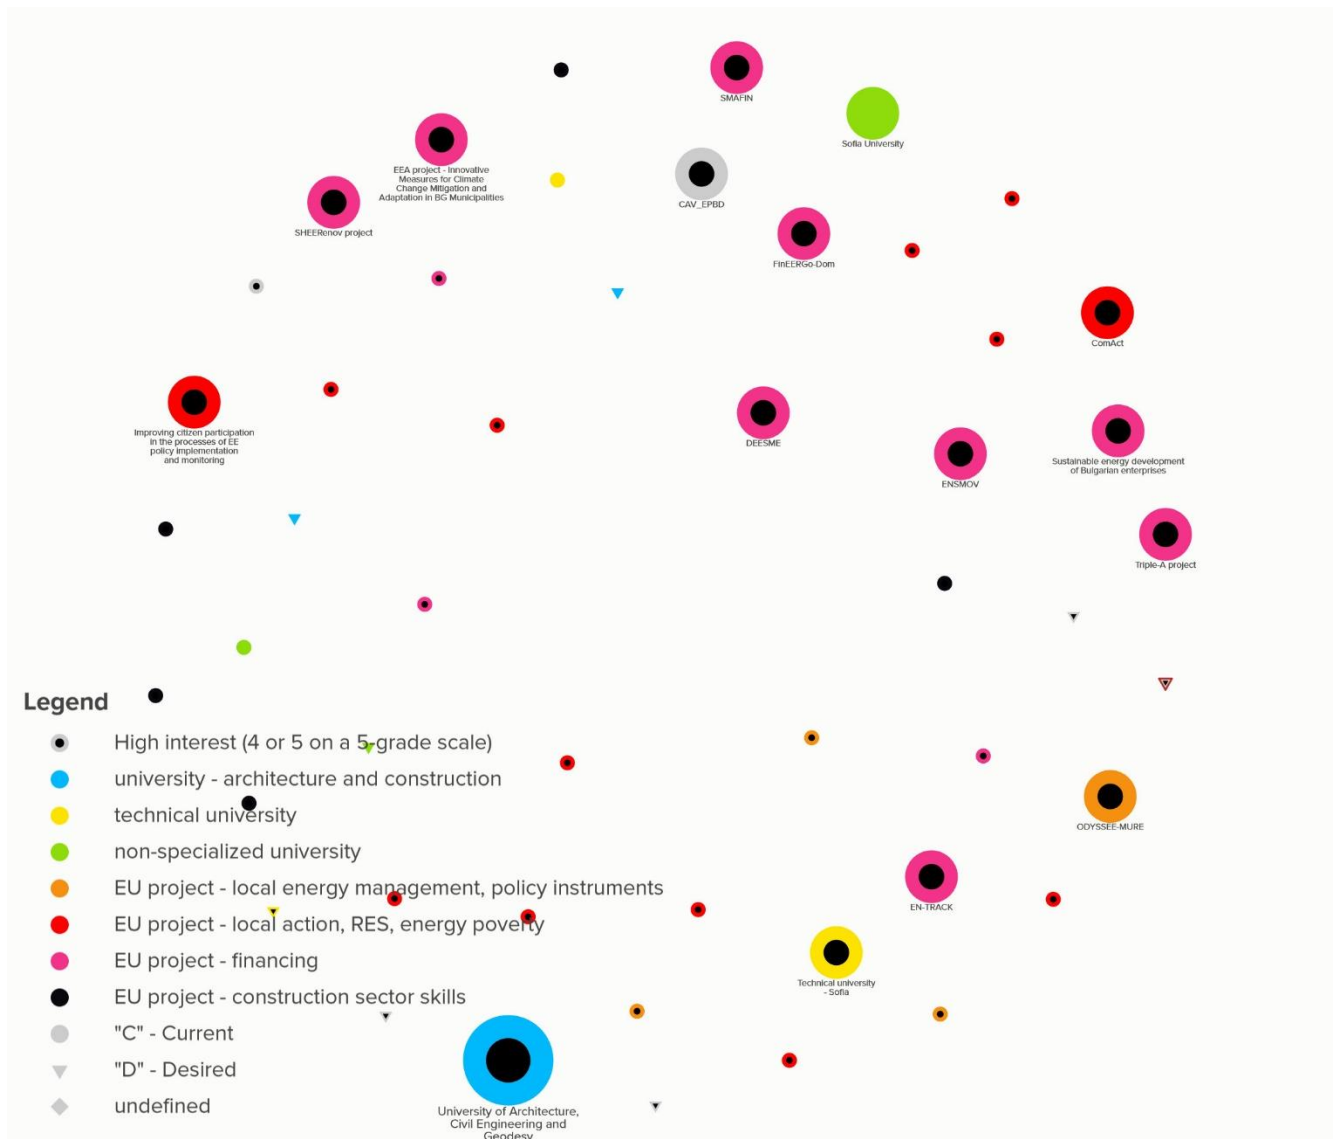 SMAFIN
Sofia University
EEA project - Innovative
Measures for Climate
Change Mitigation and
Adaptation in BG Municipalities
CAV_EPBD
SHEERenov project
FinEERGo-Dom
ComAct
Improving citizen participation
in the processes of EE
policy implementation
and monitoring
DEESME
Sustainable energy development
of Bulgarian enterprises
ENSMOV
Triple-A project
Legend
High interest (4 or 5 on a 5-grade scale)
university - architecture and construction
technical university
non-specialized university
EU project - local energy management, policy instruments
EU project - local action, RES, energy poverty
EU project - financing
EU project - construction sector skills
"C" - Current
"D" - Desired
undefined
ODYSSEE-MURE
EN-TRACK
Technical university
- Sofia
University of Architecture,
Civil Engineering and
Geodesy